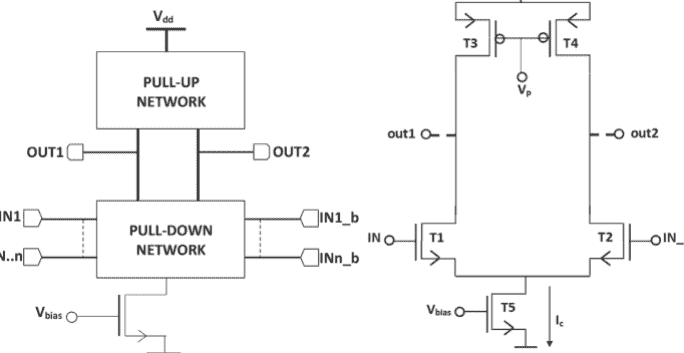 Vdd
PULL-UP
NETWORK
OUT1
OUT2
IN1
IN1_b
PULL-DOWN
NETWORK
N..n
INn_b
Vbias
T3
T4
Vp
out1
out2
IN
T1
T2
IN_
Vbias
T5
Ic